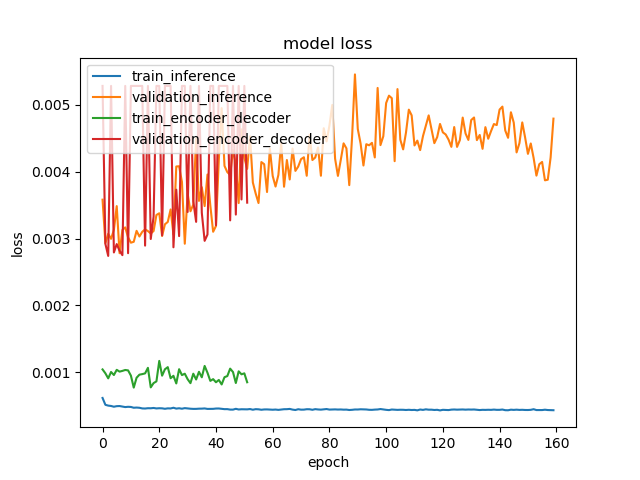 model loss
train_inference
validation_inference
train_encoder_decoder
validation_encoder_decoder
0.005
0.004
0.003
0.002
0.001
loss
0 20 40 60 80 100 120 140 160
epoch